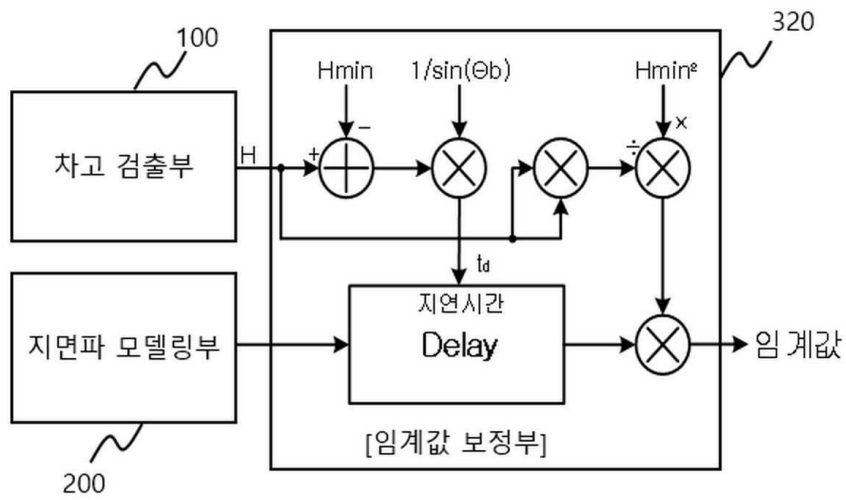 100
320
Hmin
1/sin(Θb)
Hmin²
−
×
차고 검출부
H
+
÷
t_d
지면파 모델링부
지연시간
Delay
임계값
[임계값 보정부]
200